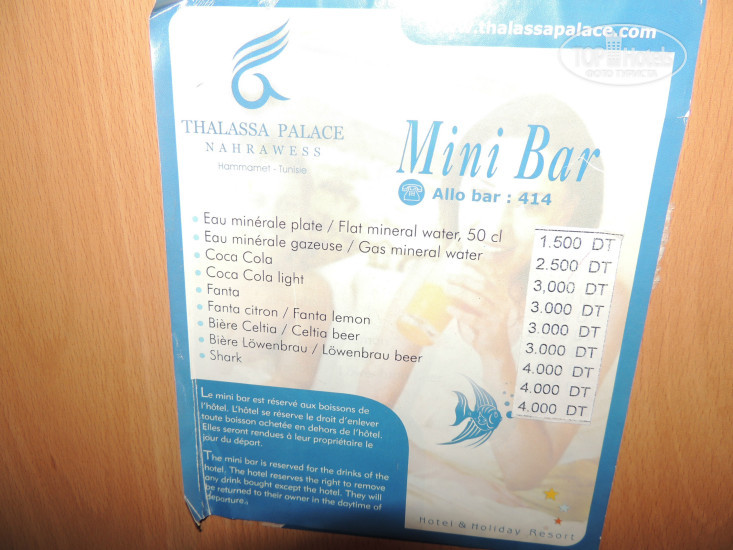 www.thalassapalace.com
TOP Hotels
ФОТО ТУРИСТА
THALASSA PALACE
NAHRAWESS
Hammamet - Tunisie
Mini Bar
Allo bar : 414
Eau minérale plate / Flat mineral water, 50 cl 1.500 DT
Eau minérale gazeuse / Gas mineral water 2.500 DT
Coca Cola 3,000 DT
Coca Cola light 3.000 DT
Fanta 3.000 DT
Fanta citron / Fanta lemon 3.000 DT
Bière Celtia / Celtia beer 4.000 DT
Bière Löwenbrau / Löwenbrau beer 4.000 DT
Shark 4.000 DT
Le mini bar est réservé aux boissons de
l'hôtel. L'hôtel se réserve le droit d'enlever
toute boisson achetée en dehors de l'hôtel.
Elles seront rendues à leur propriétaire le
jour du départ.
The mini bar is reserved for the drinks of the
hotel. The hotel reserves the right to remove
any drink bought except the hotel. They will
be returned to their owner in the daytime of
departure.
Hotel & Holiday Resort